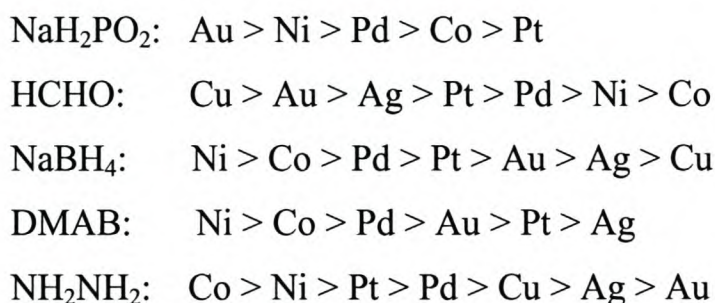 NaH₂PO₂: Au > Ni > Pd > Co > Pt
HCHO: Cu > Au > Ag > Pt > Pd > Ni > Co
NaBH₄: Ni > Co > Pd > Pt > Au > Ag > Cu
DMAB: Ni > Co > Pd > Au > Pt > Ag
NH₂NH₂: Co > Ni > Pt > Pd > Cu > Ag > Au